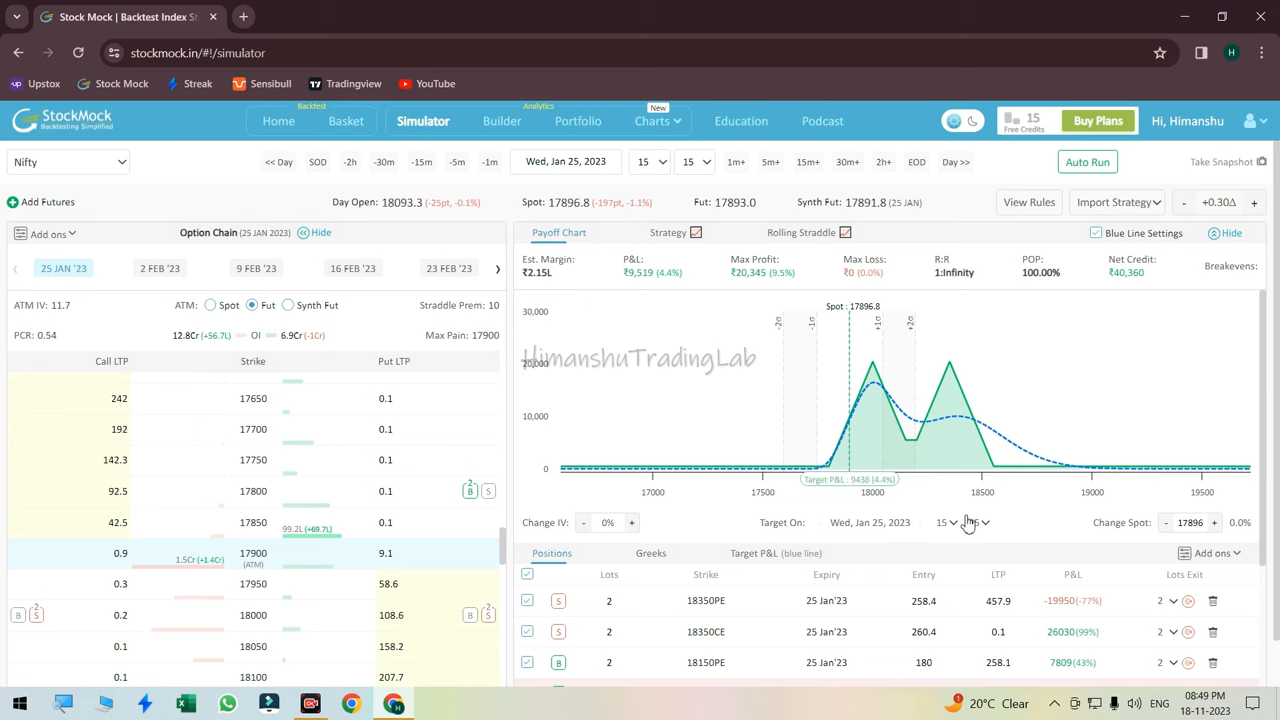 StockMock | Backtest Index St
stockmock.in/#!/simulator
H
Upstox
Stock Mock
Streak
Sensibull
Tradingview
YouTube
StockMock
Backtesting Simplified
Backtest
Home
Basket
Simulator
Analytics
Builder
Portfolio
New
Charts
Education
Podcast
15
Free Credits
Buy Plans
Hi, Himanshu
Nifty
<< Day
SOD
-2h
-30m
-15m
-5m
-1m
Wed, Jan 25, 2023
15
15
1m+
5m+
15m+
30m+
2h+
EOD
Day >>
Auto Run
Take Snapshot
Add Futures
Day Open: 18093.3 (-25pt, -0.1%)
Spot: 17896.8 (-197pt, -1.1%)
Fut: 17893.0
Synth Fut: 17891.8 (25 JAN)
View Rules
Import Strategy
- +0.30Δ +
Add ons
Option Chain (25 JAN 2023)
Hide
25 JAN '23
2 FEB '23
9 FEB '23
16 FEB '23
23 FEB '23
ATM IV: 11.7
ATM: Spot Fut Synth Fut
Straddle Prem: 10
PCR: 0.54
12.8Cr (+56.7L) OI 6.9Cr (-1Cr)
Max Pain: 17900
Call LTP Strike Put LTP
242 17650 0.1
192 17700 0.1
142.3 17750 0.1
92.5 17800 0.1 2 B S
42.5 17850 99.2L (+69.7L) 0.1
0.9 1.5Cr (+1.4Cr) 17900 (ATM) 9.1
0.3 17950 58.6
B 2 S 0.2 18000 108.6 B 2 S
0.1 18050 158.2
0.1 18100 207.7
Payoff Chart
Strategy
Rolling Straddle
Blue Line Settings
Hide
Est. Margin: P&L: Max Profit: Max Loss: R:R POP: Net Credit: Breakevens:
₹2.15L ₹9,519 (4.4%) ₹20,345 (9.5%) ₹0 (0.0%) 1:Infinity 100.00% ₹40,360
Spot : 17896.8
30,000
-2σ
-1σ
+1σ
+2σ
HimanshuTradingLab
20,000
10,000
0
Target P&L : 9438 (4.4%)
17000 17500 18000 18500 19000 19500
Change IV: - 0% +
Target On: Wed, Jan 25, 2023 15
Change Spot: - 17896 + 0.0%
Positions
Greeks
Target P&L (blue line)
Add ons
Lots Strike Expiry Entry LTP P&L Lots Exit
S 2 18350PE 25 Jan'23 258.4 457.9 -19950(-77%) 2
S 2 18350CE 25 Jan'23 260.4 0.1 26030(99%) 2
B 2 18150PE 25 Jan'23 180 258.1 7809(43%) 2
1
20°C Clear
ENG
08:49 PM
18-11-2023